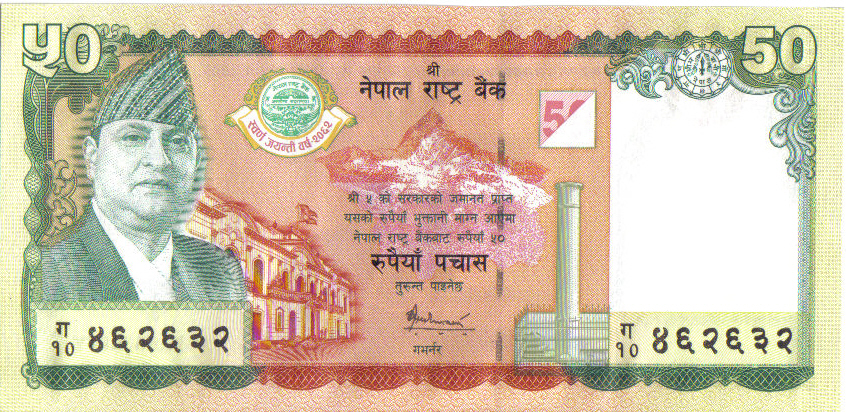 ५०
50
श्री
नेपाल राष्ट्र बैंक
स्वर्ण जयन्ती वर्ष २०६२
50
श्री ५ को सरकारको जमानत प्राप्त
यसको रुपैयाँ भुक्तानी माग्न आएमा
नेपाल राष्ट्र बैंकबाट रुपैयाँ ५०
रुपैयाँ पचास
तुरुन्त पाइनेछ
गभर्नर
ग
१० ४६२६३२
ग
१० ४६२६३२